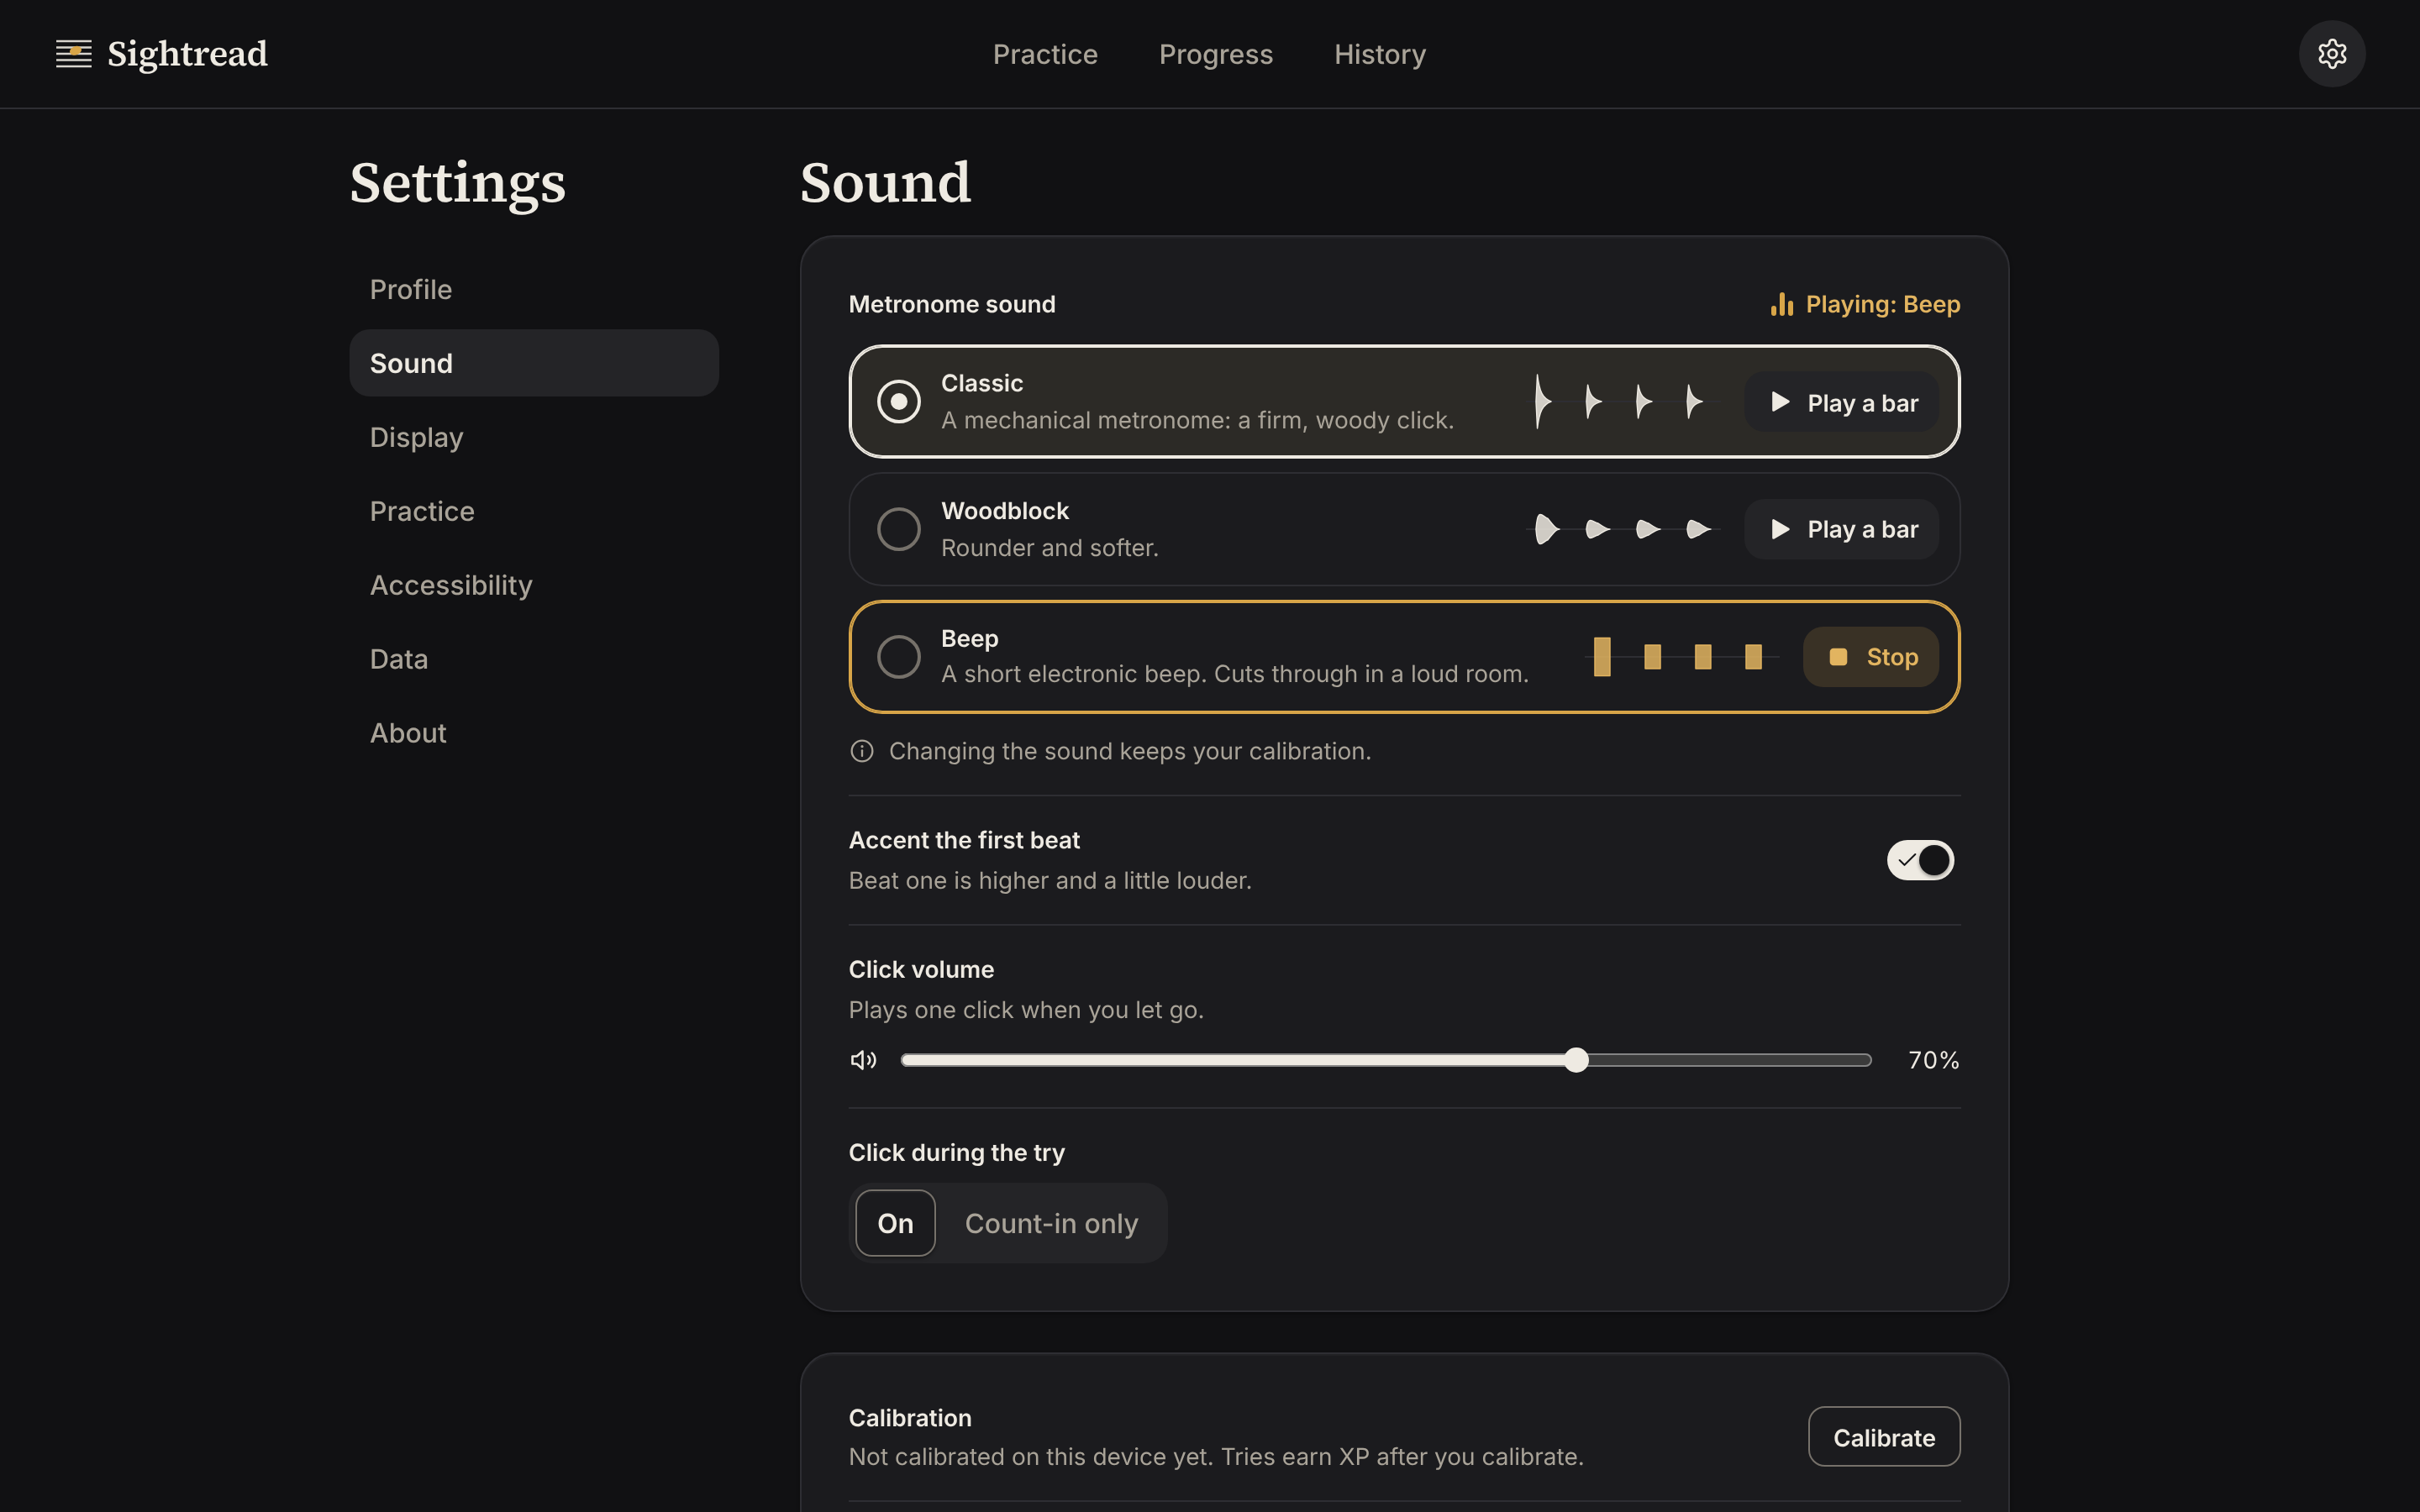 Sightread
Practice
Progress
History
Settings
Profile
Sound
Display
Practice
Accessibility
Data
About
Sound
Metronome sound
Playing: Beep
Classic
A mechanical metronome: a firm, woody click.
Play a bar
Woodblock
Rounder and softer.
Play a bar
Beep
A short electronic beep. Cuts through in a loud room.
Stop
Changing the sound keeps your calibration.
Accent the first beat
Beat one is higher and a little louder.
Click volume
Plays one click when you let go.
70%
Click during the try
On
Count-in only
Calibration
Not calibrated on this device yet. Tries earn XP after you calibrate.
Calibrate